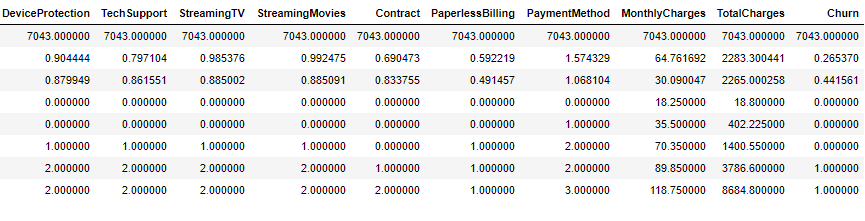 DeviceProtection TechSupport StreamingTV StreamingMovies Contract PaperlessBilling PaymentMethod MonthlyCharges TotalCharges Churn
7043.000000 7043.000000 7043.000000 7043.000000 7043.000000 7043.000000 7043.000000 7043.000000 7043.000000 7043.000000
0.904444 0.797104 0.985376 0.992475 0.690473 0.592219 1.574329 64.761692 2283.300441 0.265370
0.879949 0.861551 0.885002 0.885091 0.833755 0.491457 1.068104 30.090047 2265.000258 0.441561
0.000000 0.000000 0.000000 0.000000 0.000000 0.000000 0.000000 18.250000 18.800000 0.000000
0.000000 0.000000 0.000000 0.000000 0.000000 0.000000 1.000000 35.500000 402.225000 0.000000
1.000000 1.000000 1.000000 1.000000 0.000000 1.000000 2.000000 70.350000 1400.550000 0.000000
2.000000 2.000000 2.000000 2.000000 1.000000 1.000000 2.000000 89.850000 3786.600000 1.000000
2.000000 2.000000 2.000000 2.000000 2.000000 1.000000 3.000000 118.750000 8684.800000 1.000000